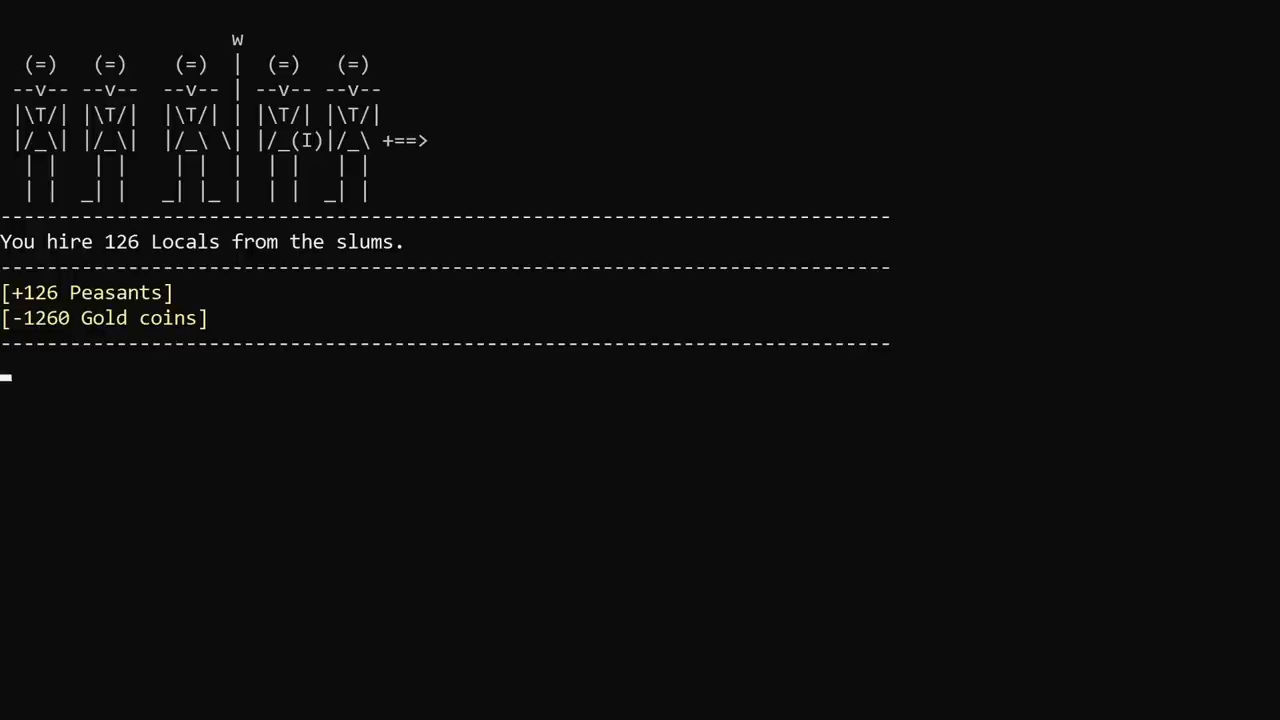 You hire 126 Locals from the slums.
[+126 Peasants]
[-1260 Gold coins]